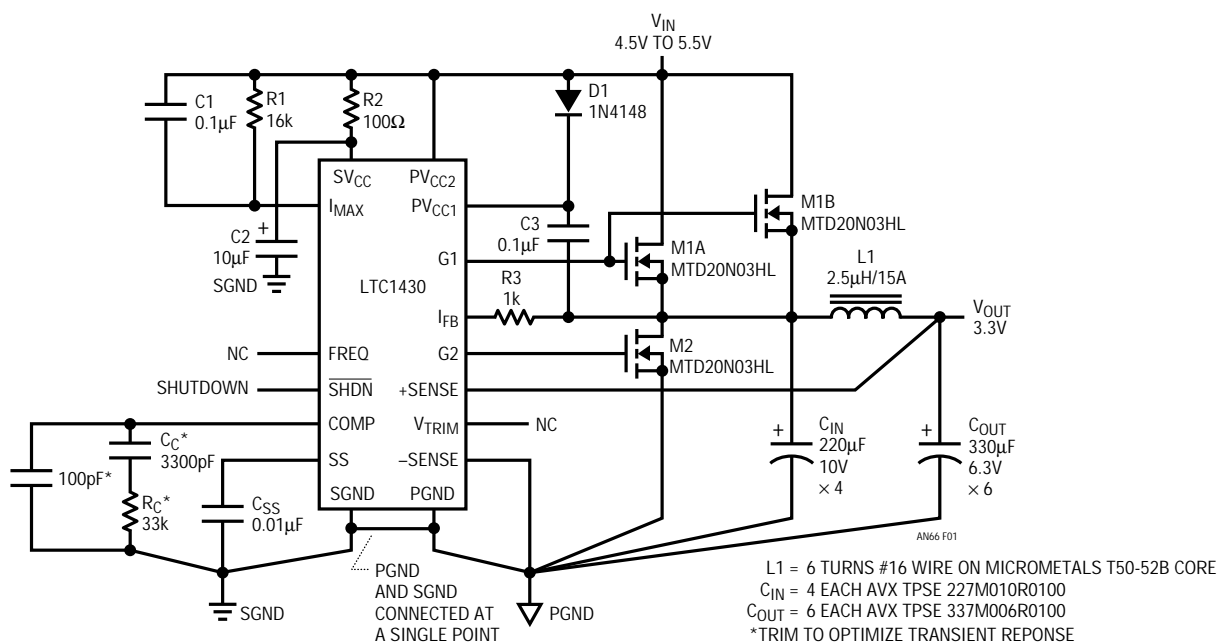 VIN
4.5V TO 5.5V
C1
0.1µF
R1
16k
R2
100Ω
D1
1N4148
SVCC
PVCC2
IMAX
PVCC1
C2
10µF
+
SGND
C3
0.1µF
G1
M1A
MTD20N03HL
M1B
MTD20N03HL
L1
2.5µH/15A
LTC1430
R3
1k
IFB
VOUT
3.3V
NC
FREQ
G2
M2
MTD20N03HL
SHUTDOWN
SHDN
+SENSE
COMP
VTRIM
NC
CC*
3300pF
100pF*
RC*
33k
SS
–SENSE
CSS
0.01µF
SGND
PGND
+
CIN
220µF
10V
× 4
+
COUT
330µF
6.3V
× 6
AN66 F01
SGND
PGND
AND SGND
CONNECTED AT
A SINGLE POINT
PGND
L1 = 6 TURNS #16 WIRE ON MICROMETALS T50-52B CORE
CIN = 4 EACH AVX TPSE 227M010R0100
COUT = 6 EACH AVX TPSE 337M006R0100
*TRIM TO OPTIMIZE TRANSIENT REPONSE